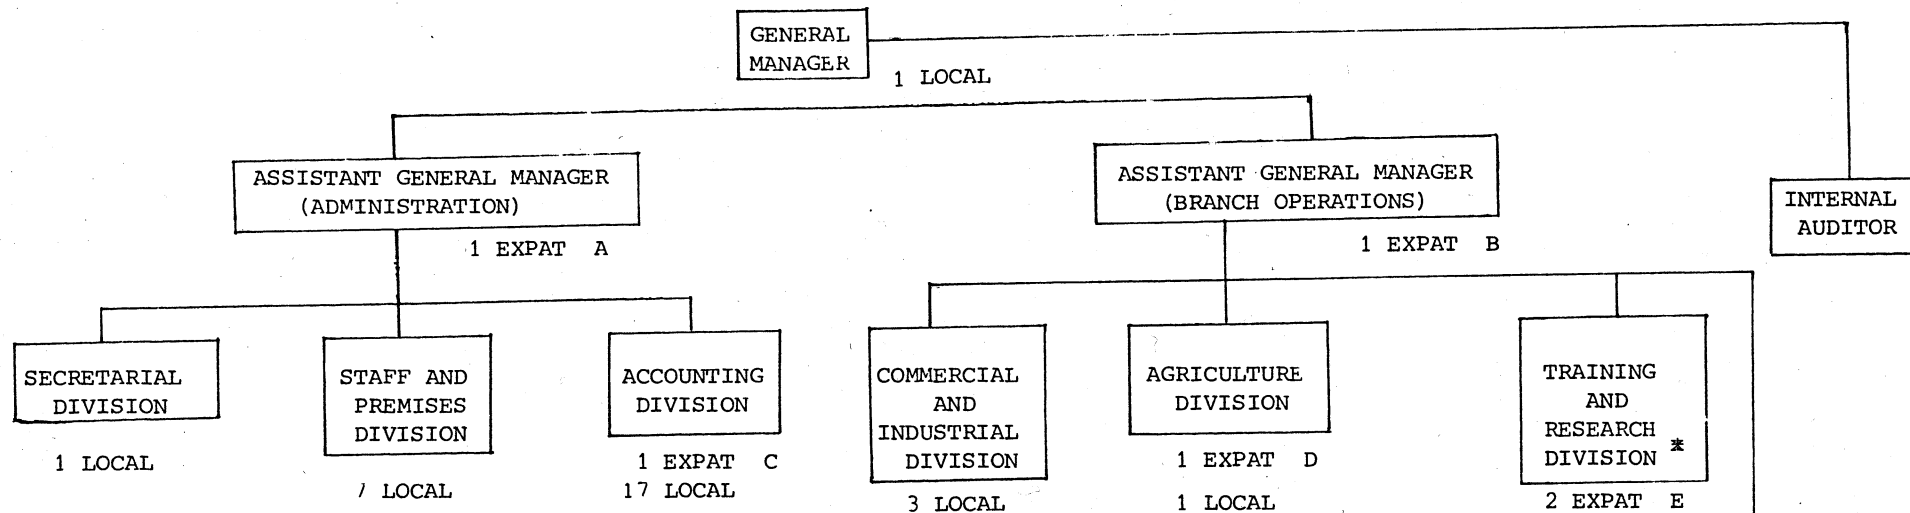 GENERAL
MANAGER
1 LOCAL
ASSISTANT GENERAL MANAGER
(ADMINISTRATION)
1 EXPAT A
ASSISTANT GENERAL MANAGER
(BRANCH OPERATIONS)
1 EXPAT B
INTERNAL
AUDITOR
SECRETARIAL
DIVISION
1 LOCAL
STAFF AND
PREMISES
DIVISION
LOCAL
ACCOUNTING
DIVISION
1 EXPAT C
17 LOCAL
COMMERCIAL
AND
INDUSTRIAL
DIVISION
3 LOCAL
AGRICULTURE
DIVISION
1 EXPAT D
1 LOCAL
TRAINING
AND
RESEARCH
DIVISION *
2 EXPAT E